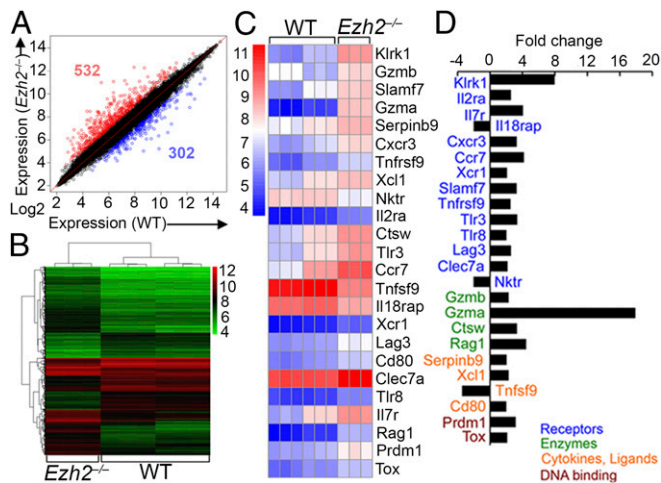 A
14
12
10
8
6
4
2
Expression (Ezh2–/–)
532
302
2 4 6 8 10 12 14
Log2
Expression (WT)
B
12
10
8
6
4
Ezh2–/–
WT
C
WT
Ezh2–/–
11
10
9
8
7
6
5
4
Klrk1
Gzmb
Slamf7
Gzma
Serpinb9
Cxcr3
Tnfrsf9
Xcl1
Nktr
Il2ra
Ctsw
Tlr3
Ccr7
Tnfsf9
Il18rap
Xcr1
Lag3
Cd80
Clec7a
Tlr8
Il7r
Rag1
Prdm1
Tox
D
Fold change
-4 0 4 8 12 16 20
Klrk1
Il2ra
Il7r
Il18rap
Cxcr3
Ccr7
Xcr1
Slamf7
Tnfrsf9
Tlr3
Tlr8
Lag3
Clec7a
Nktr
Gzmb
Gzma
Ctsw
Rag1
Serpinb9
Xcl1
Tnfsf9
Cd80
Prdm1
Tox
Receptors
Enzymes
Cytokines, Ligands
DNA binding